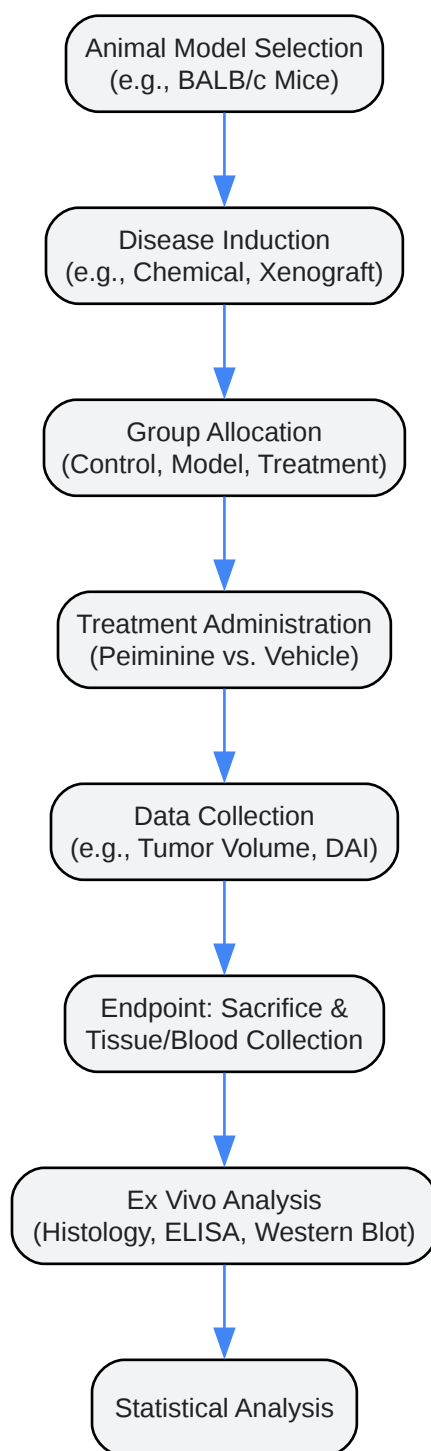 Animal Model Selection
(e.g., BALB/c Mice)
Disease Induction
(e.g., Chemical, Xenograft)
Group Allocation
(Control, Model, Treatment)
Treatment Administration
(Peiminine vs. Vehicle)
Data Collection
(e.g., Tumor Volume, DAI)
Endpoint: Sacrifice &
Tissue/Blood Collection
Ex Vivo Analysis
(Histology, ELISA, Western Blot)
Statistical Analysis